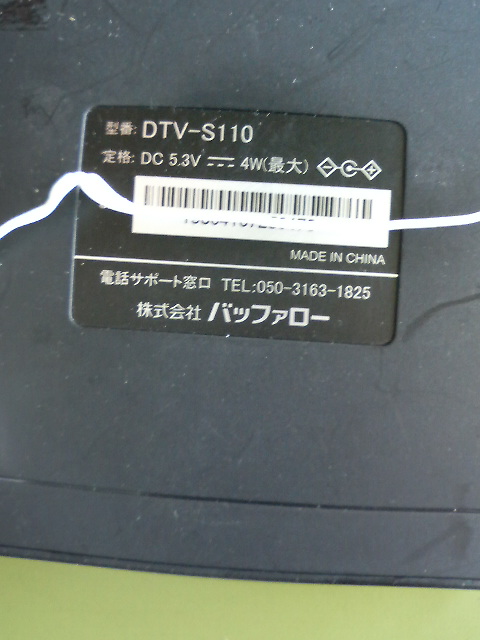 型番: DTV-S110
定格: DC 5.3V ⎓ 4W(最大)
MADE IN CHINA
電話サポート窓口 TEL:050-3163-1825
株式会社 バッファロー